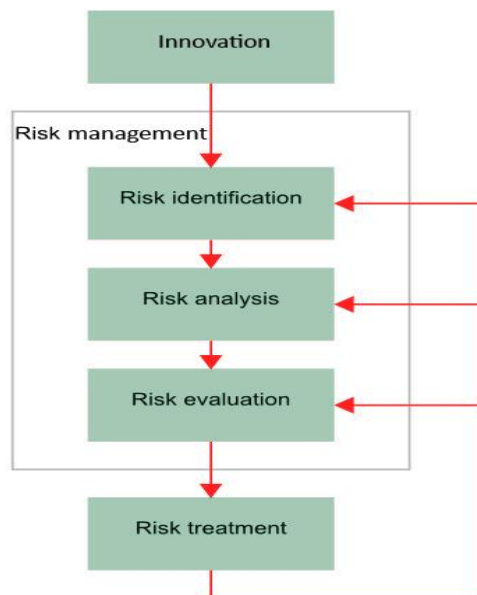 Innovation
Risk management
Risk identification
Risk analysis
Risk evaluation
Risk treatment